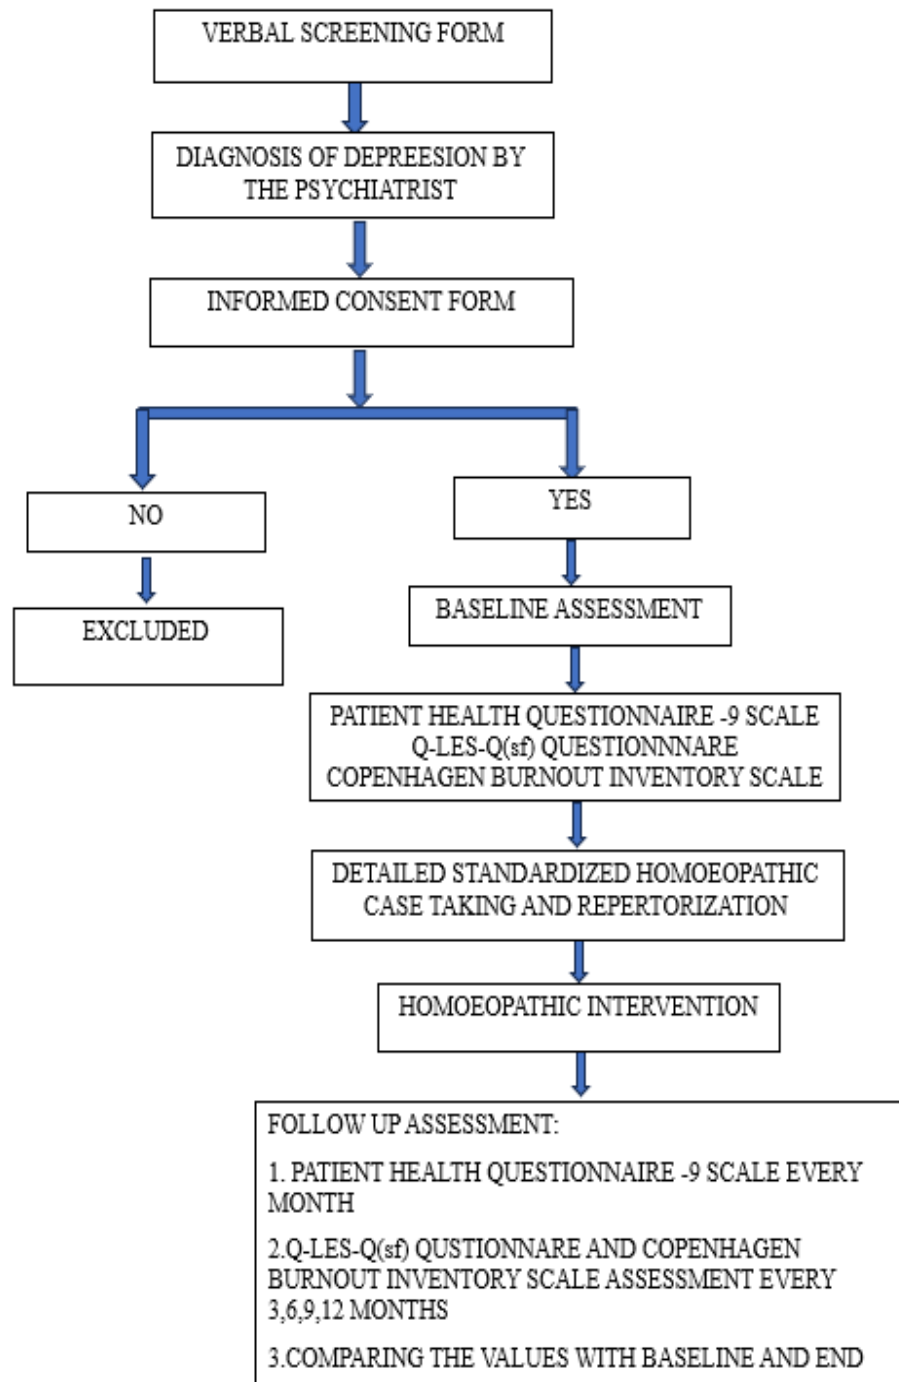 VERBAL SCREENING FORM
DIAGNOSIS OF DEPREESION BY
THE PSYCHIATRIST
INFORMED CONSENT FORM
NO
YES
EXCLUDED
BASELINE ASSESSMENT
PATIENT HEALTH QUESTIONNAIRE -9 SCALE
Q-LES-Q(sf) QUESTIONNNARE
COPENHAGEN BURNOUT INVENTORY SCALE
DETAILED STANDARDIZED HOMOEOPATHIC
CASE TAKING AND REPERTORIZATION
HOMOEOPATHIC INTERVENTION
FOLLOW UP ASSESSMENT:
1. PATIENT HEALTH QUESTIONNAIRE -9 SCALE EVERY
MONTH
2.Q-LES-Q(sf) QUSTIONNARE AND COPENHAGEN
BURNOUT INVENTORY SCALE ASSESSMENT EVERY
3,6,9,12 MONTHS
3.COMPARING THE VALUES WITH BASELINE AND END